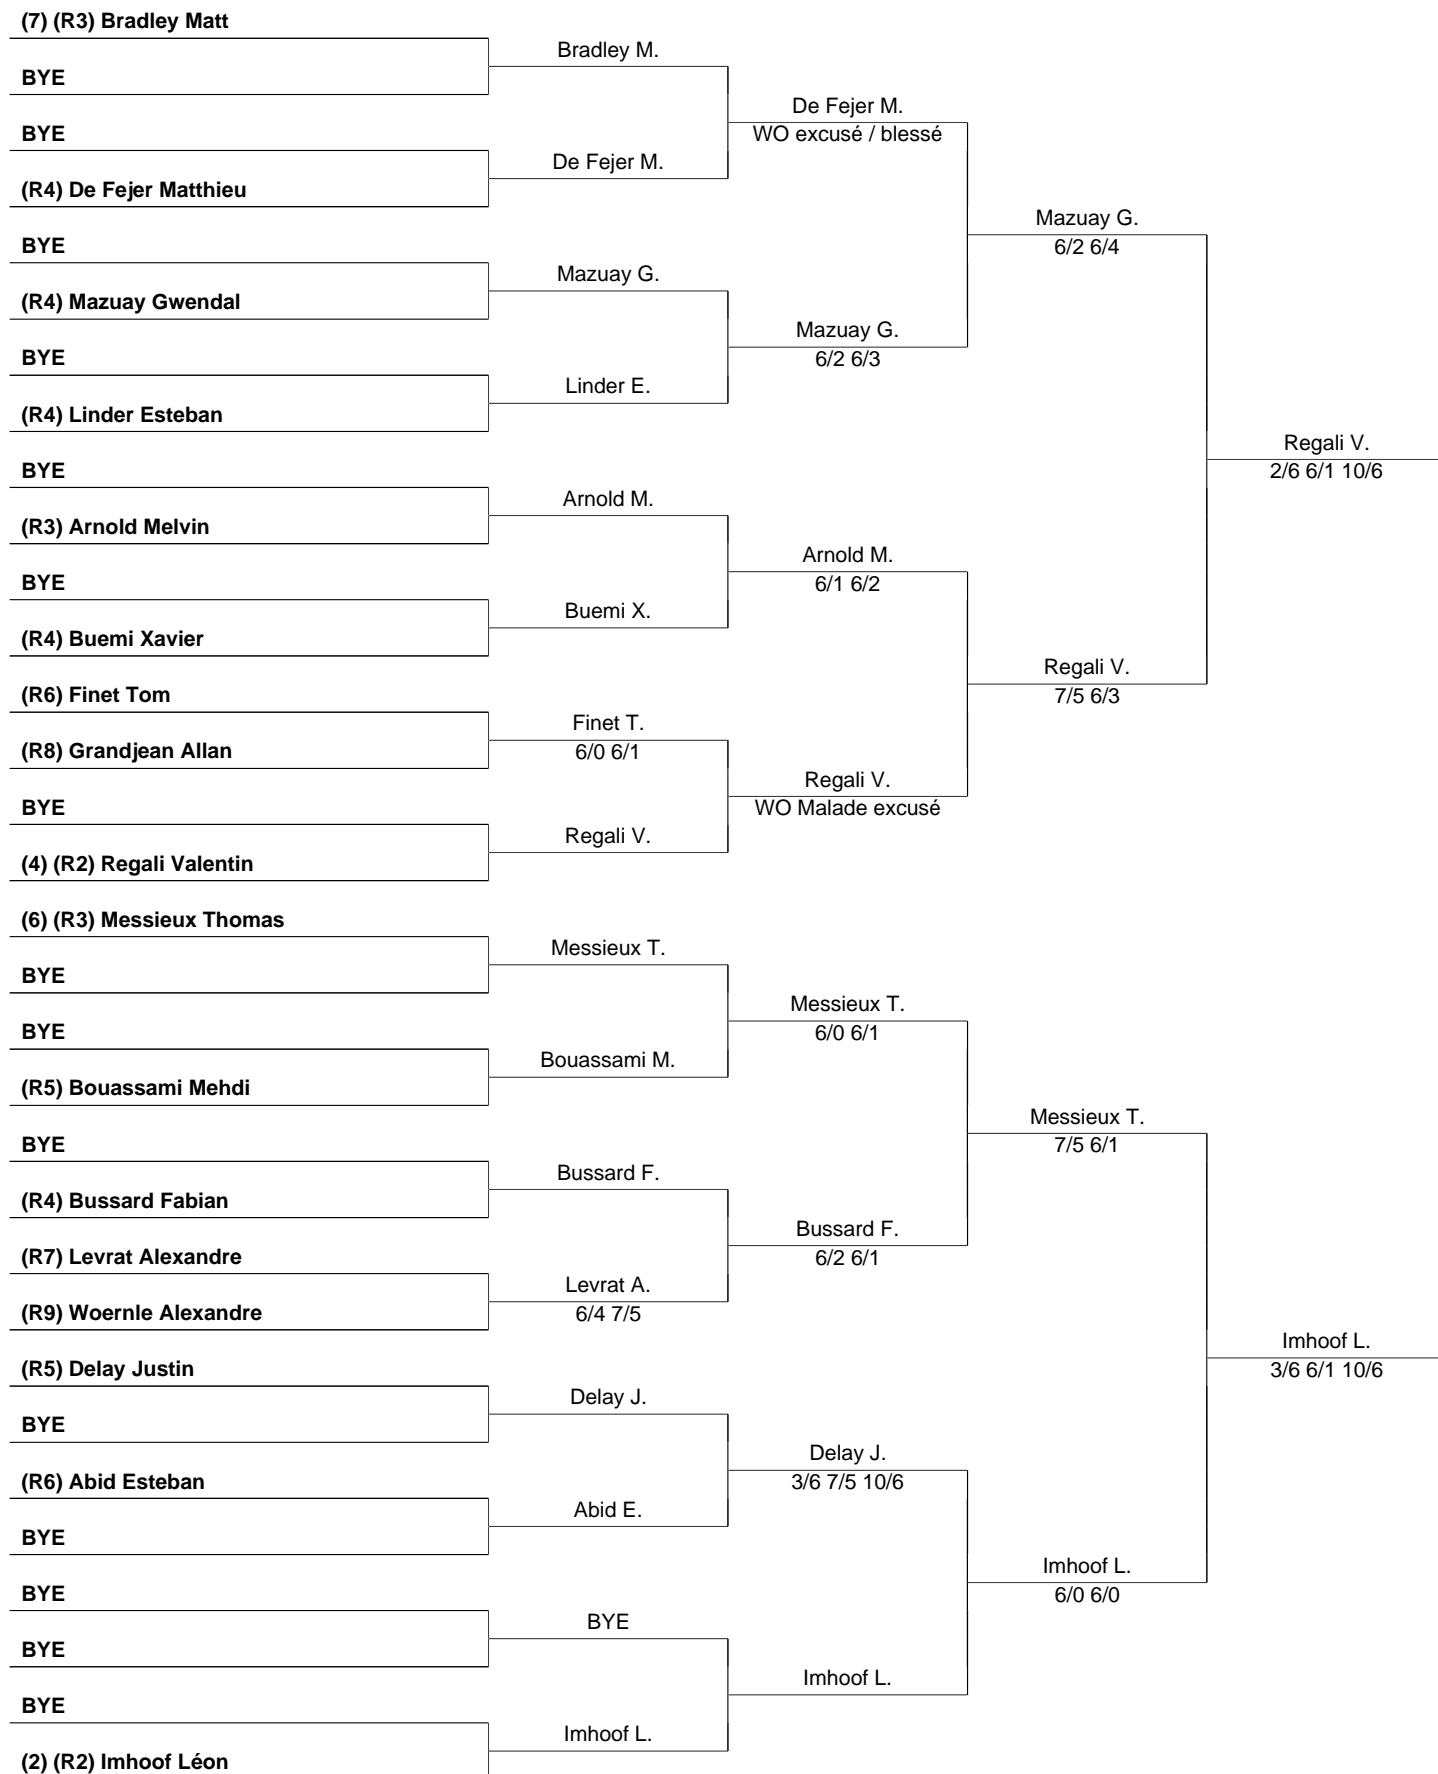 (7) (R3) Bradley Matt
Bradley M.
BYE
De Fejer M.
WO excusé / blessé
BYE
De Fejer M.
(R4) De Fejer Matthieu
Mazuay G.
6/2 6/4
BYE
Mazuay G.
(R4) Mazuay Gwendal
Mazuay G.
6/2 6/3
BYE
Linder E.
(R4) Linder Esteban
Regali V.
2/6 6/1 10/6
BYE
Arnold M.
(R3) Arnold Melvin
Arnold M.
6/1 6/2
BYE
Buemi X.
(R4) Buemi Xavier
Regali V.
7/5 6/3
(R6) Finet Tom
Finet T.
6/0 6/1
(R8) Grandjean Allan
Regali V.
WO Malade excusé
BYE
Regali V.
(4) (R2) Regali Valentin
(6) (R3) Messieux Thomas
Messieux T.
BYE
Messieux T.
6/0 6/1
BYE
Bouassami M.
(R5) Bouassami Mehdi
Messieux T.
7/5 6/1
BYE
Bussard F.
(R4) Bussard Fabian
Bussard F.
6/2 6/1
(R7) Levrat Alexandre
Levrat A.
6/4 7/5
(R9) Woernle Alexandre
Imhoof L.
3/6 6/1 10/6
(R5) Delay Justin
Delay J.
BYE
Delay J.
3/6 7/5 10/6
(R6) Abid Esteban
Abid E.
BYE
Imhoof L.
6/0 6/0
BYE
BYE
BYE
Imhoof L.
BYE
Imhoof L.
(2) (R2) Imhoof Léon